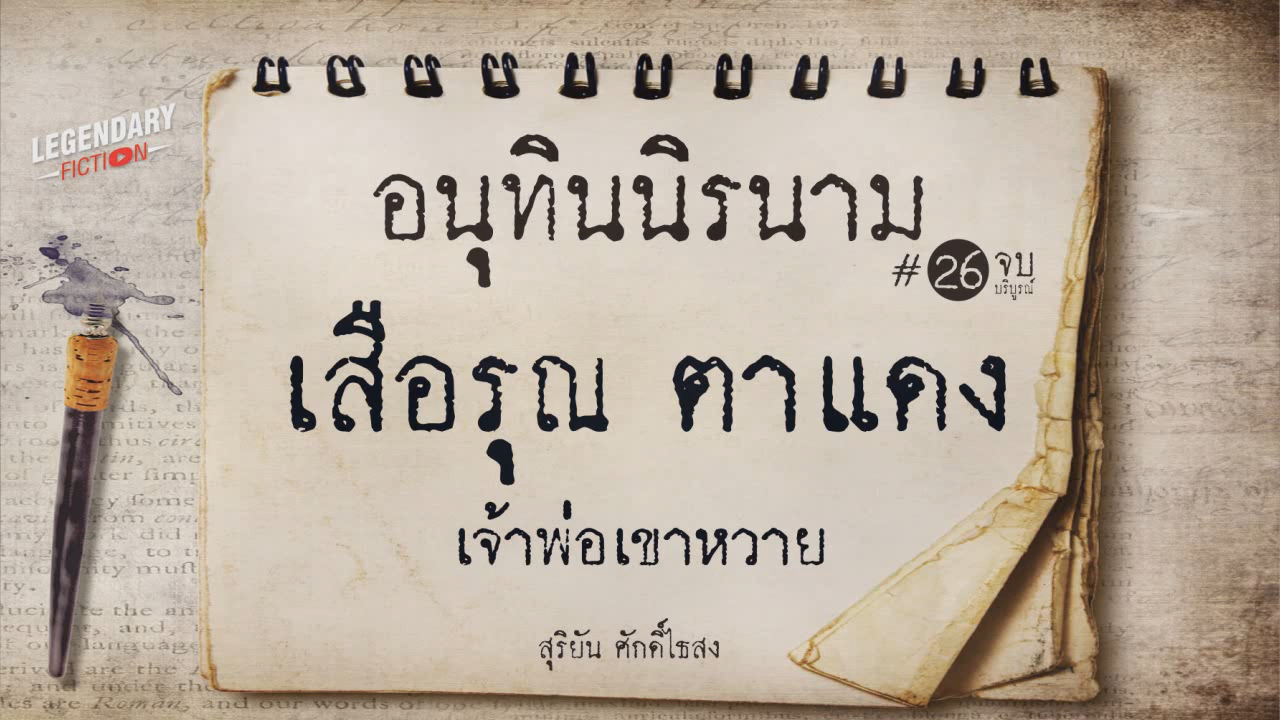 LEGENDARY
FICTION
อนุทินนิรนาม
# 26 จบ
บริบูรณ์
เสือรุณ ตาแดง
เจ้าพ่อเขาหวาย
สุริยัน ศักดิ์ไธสง